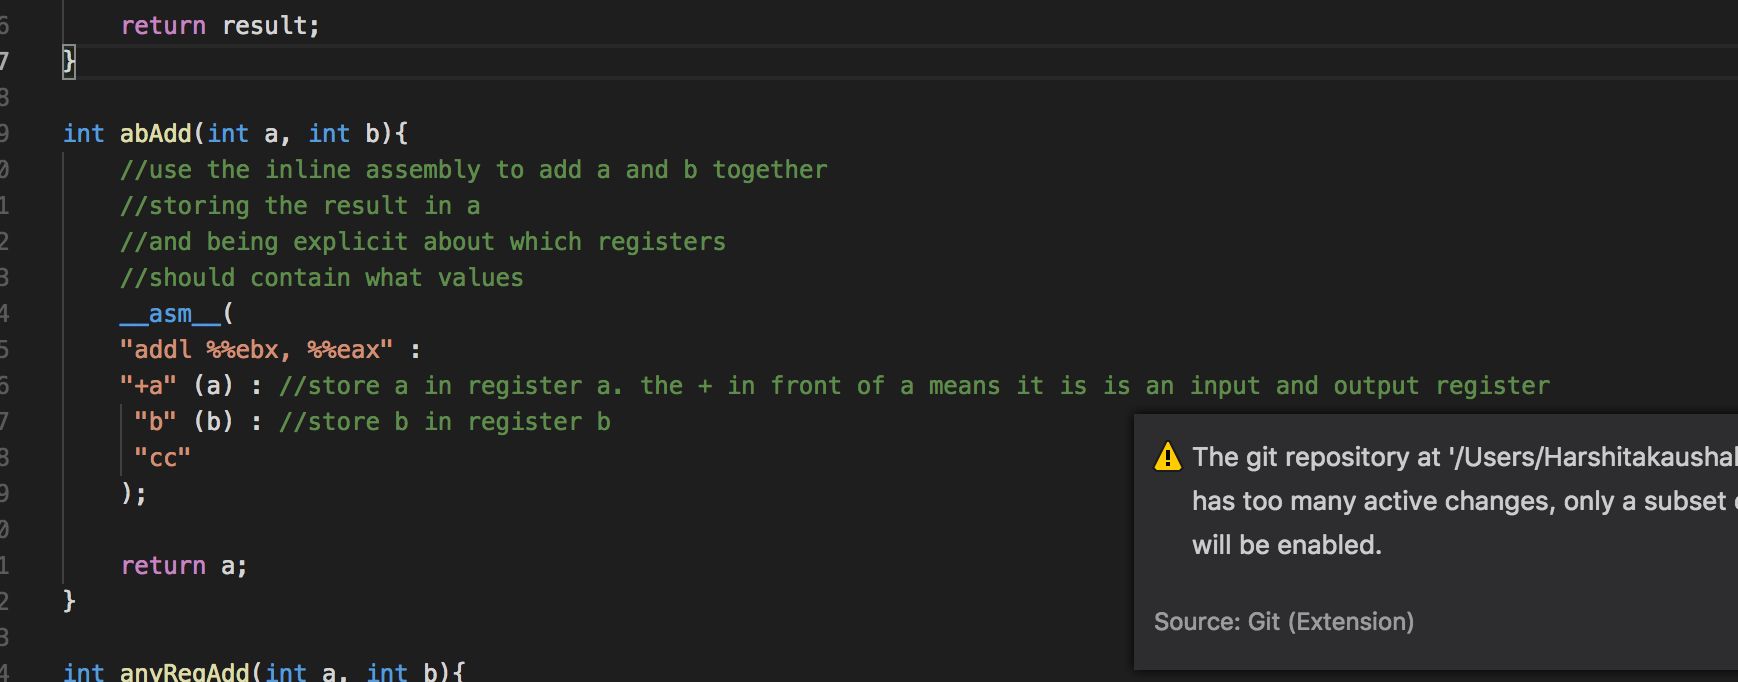 6 return result;
7 }
8
9 int abAdd(int a, int b){
0 //use the inline assembly to add a and b together
1 //storing the result in a
2 //and being explicit about which registers
3 //should contain what values
4 __asm__(
5 "addl %%ebx, %%eax" :
6 "+a" (a) : //store a in register a. the + in front of a means it is is an input and output register
7 "b" (b) : //store b in register b
8 "cc"
9 );
0
1 return a;
2 }
3
4 int anyRegAdd(int a, int b){
The git repository at '/Users/Harshitakaushal
has too many active changes, only a subset
will be enabled.
Source: Git (Extension)